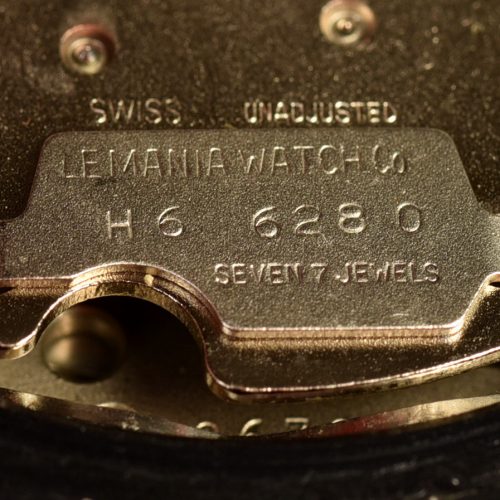 SWISS UNADJUSTED
LEMANIA WATCH Co
H6 6280
SEVEN 7 JEWELS